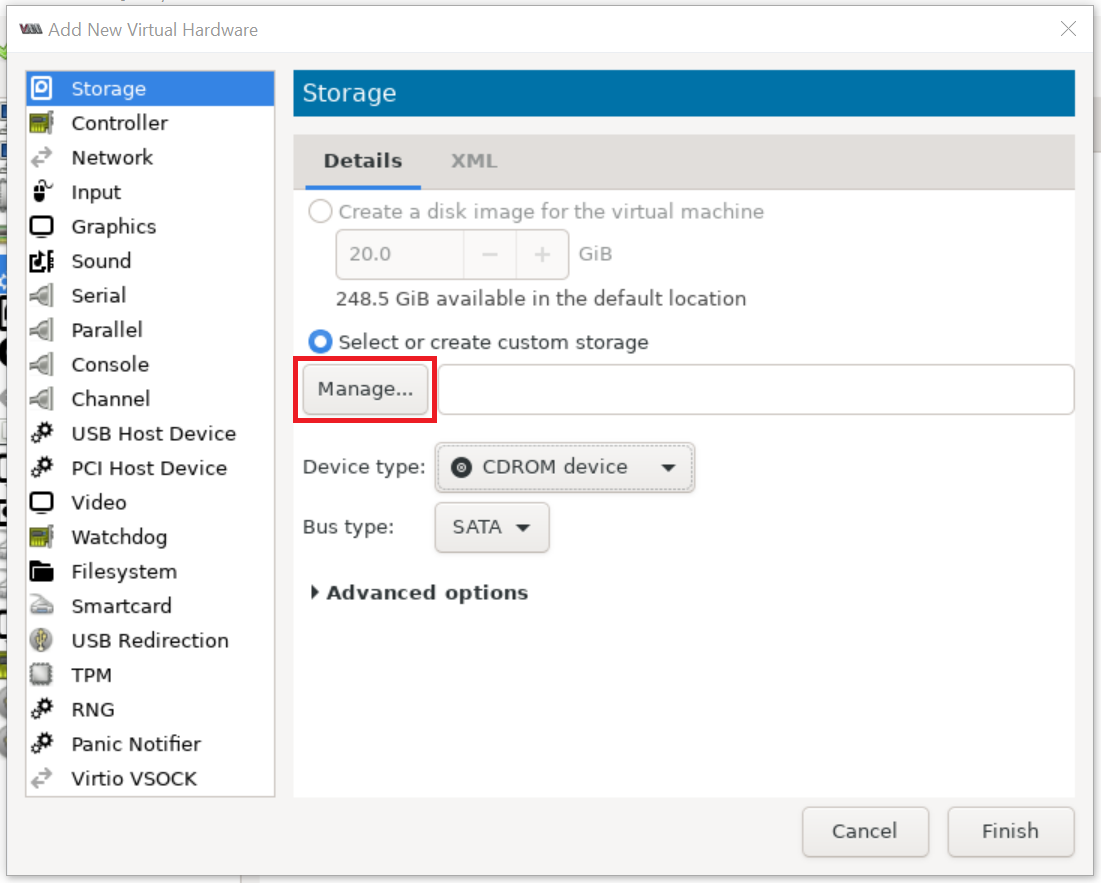 Add New Virtual Hardware
Storage
Controller
Network
Input
Graphics
Sound
Serial
Parallel
Console
Channel
USB Host Device
PCI Host Device
Video
Watchdog
Filesystem
Smartcard
USB Redirection
TPM
RNG
Panic Notifier
Virtio VSOCK
Storage
Details XML
Create a disk image for the virtual machine
20.0 − + GiB
248.5 GiB available in the default location
Select or create custom storage
Manage...
Device type: CDROM device
Bus type: SATA
Advanced options
Cancel Finish